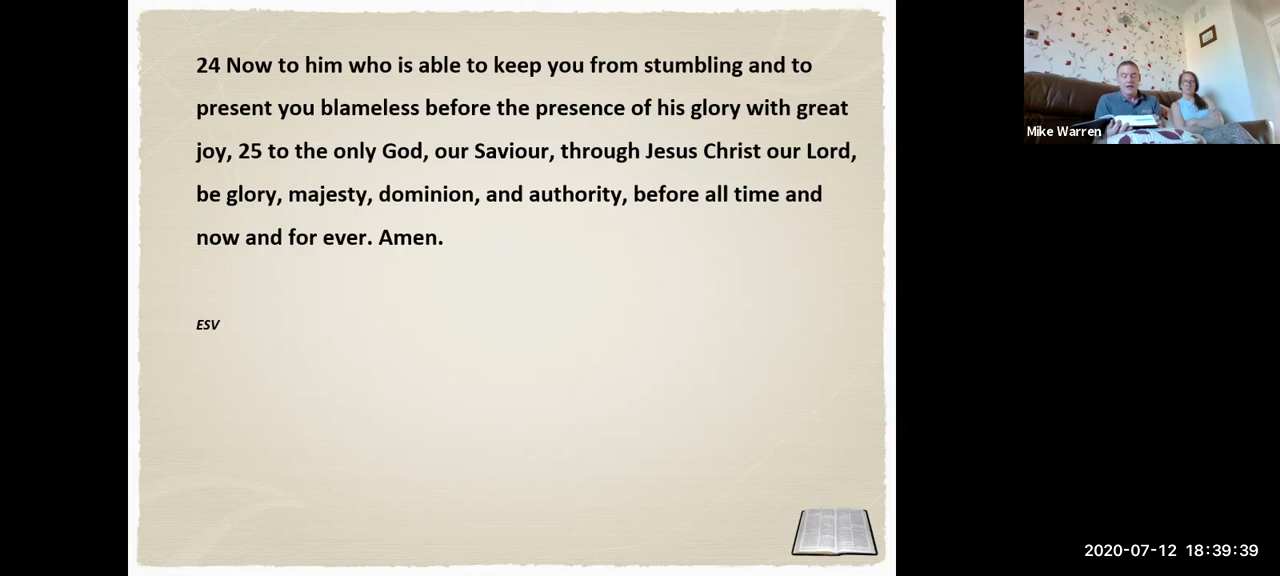 24 Now to him who is able to keep you from stumbling and to
present you blameless before the presence of his glory with great
joy, 25 to the only God, our Saviour, through Jesus Christ our Lord,
be glory, majesty, dominion, and authority, before all time and
now and for ever. Amen.
ESV
Mike Warren
2020-07-12 18:39:39